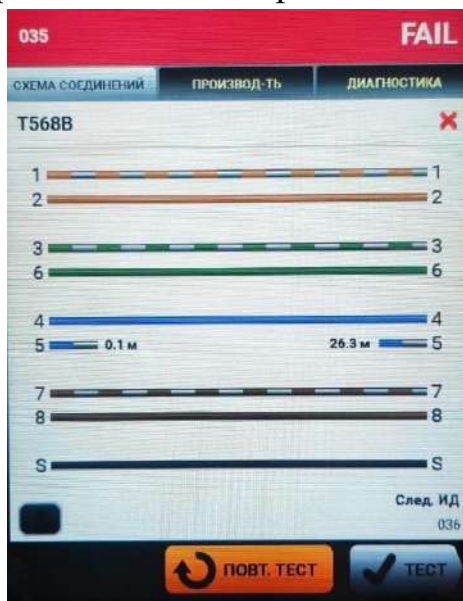 035 FAIL
СХЕМА СОЕДИНЕНИЙ ПРОИЗВОД-ТЬ ДИАГНОСТИКА
T568B
1 1
2 2
3 3
6 6
4 4
5 0.1 м 26.3 м 5
7 7
8 8
S S
След. ИД
036
ПОВТ. ТЕСТ ТЕСТ